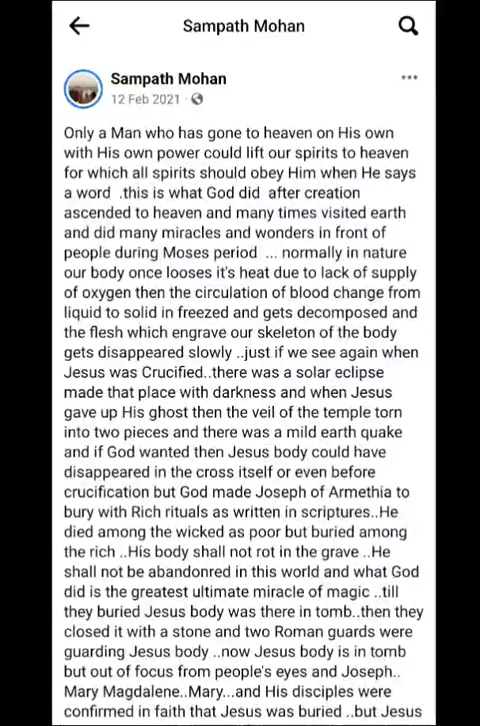 Sampath Mohan
Sampath Mohan
12 Feb 2021 ·
Only a Man who has gone to heaven on His own
with His own power could lift our spirits to heaven
for which all spirits should obey Him when He says
a word .this is what God did after creation
ascended to heaven and many times visited earth
and did many miracles and wonders in front of
people during Moses period ... normally in nature
our body once looses it's heat due to lack of supply
of oxygen then the circulation of blood change from
liquid to solid in freezed and gets decomposed and
the flesh which engrave our skeleton of the body
gets disappeared slowly ..just if we see again when
Jesus was Crucified..there was a solar eclipse
made that place with darkness and when Jesus
gave up His ghost then the veil of the temple torn
into two pieces and there was a mild earth quake
and if God wanted then Jesus body could have
disappeared in the cross itself or even before
crucification but God made Joseph of Armethia to
bury with Rich rituals as written in scriptures..He
died among the wicked as poor but buried among
the rich ..His body shall not rot in the grave ..He
shall not be abandonred in this world and what God
did is the greatest ultimate miracle of magic ..till
they buried Jesus body was there in tomb..then they
closed it with a stone and two Roman guards were
guarding Jesus body ..now Jesus body is in tomb
but out of focus from people's eyes and Joseph..
Mary Magdalene..Mary...and His disciples were
confirmed in faith that Jesus was buried ..but Jesus